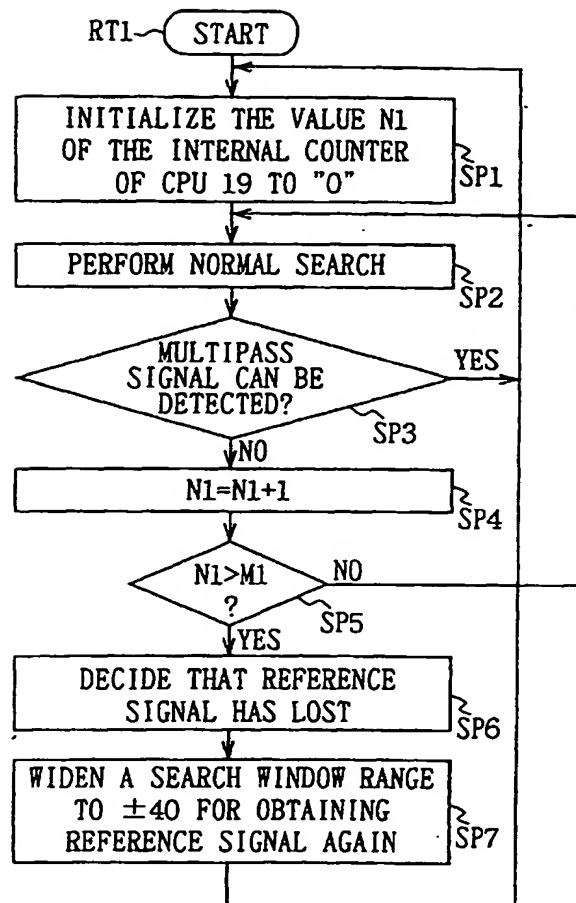 RT1
START
INITIALIZE THE VALUE N1
OF THE INTERNAL COUNTER
OF CPU 19 TO "0"
SP1
PERFORM NORMAL SEARCH
SP2
MULTIPASS
SIGNAL CAN BE
DETECTED?
YES
SP3
NO
N1=N1+1
SP4
N1>M1
?
NO
SP5
YES
DECIDE THAT REFERENCE
SIGNAL HAS LOST
SP6
WIDEN A SEARCH WINDOW RANGE
TO ±40 FOR OBTAINING
REFERENCE SIGNAL AGAIN
SP7